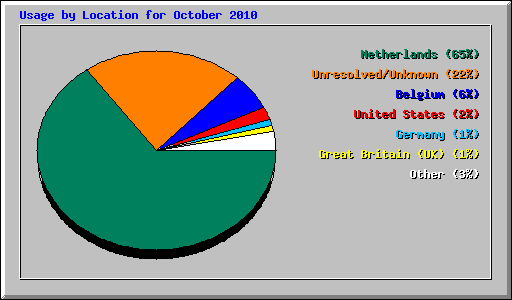 Usage by Location for October 2010
Netherlands (65%)
Unresolved/Unknown (22%)
Belgium (6%)
United States (2%)
Germany (1%)
Great Britain (UK) (1%)
Other (3%)